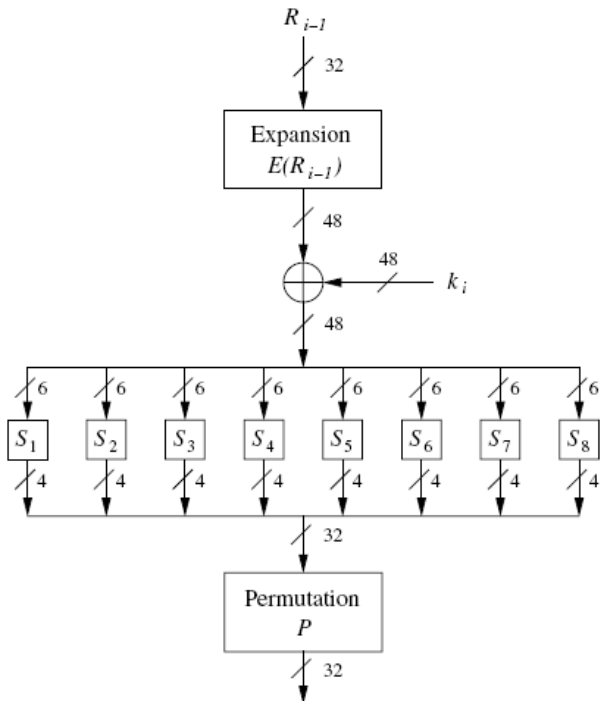 R i–1
32
Expansion
E(R i–1)
48
48
k i
48
6 6 6 6 6 6 6 6
S1 S2 S3 S4 S5 S6 S7 S8
4 4 4 4 4 4 4 4
32
Permutation
P
32